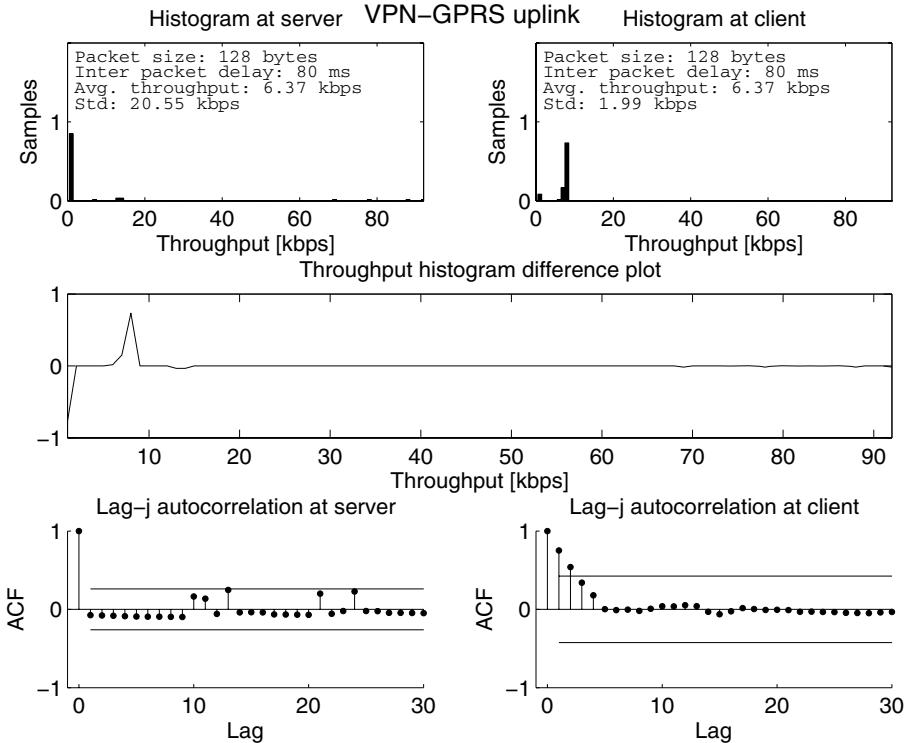 VPN−GPRS uplink
Histogram at server
Histogram at client
Packet size: 128 bytes
Inter packet delay: 80 ms
Avg. throughput: 6.37 kbps
Std: 20.55 kbps
Samples
1
0
0 20 40 60 80
Throughput [kbps]
Packet size: 128 bytes
Inter packet delay: 80 ms
Avg. throughput: 6.37 kbps
Std: 1.99 kbps
Samples
1
0
0 20 40 60 80
Throughput [kbps]
Throughput histogram difference plot
1
0
−1
10 20 30 40 50 60 70 80 90
Throughput [kbps]
Lag−j autocorrelation at server
ACF
1
0
−1
0 10 20 30
Lag
Lag−j autocorrelation at client
ACF
1
0
−1
0 10 20 30
Lag